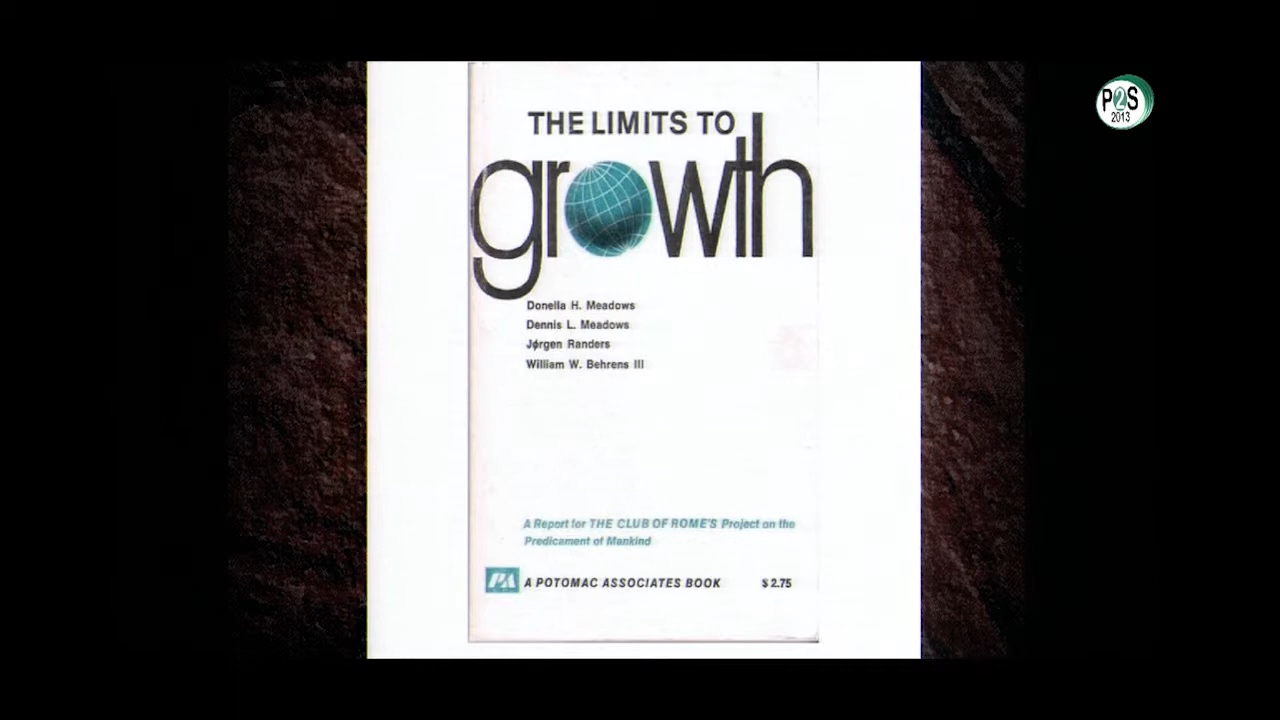 THE LIMITS TO
growth
Donella H. Meadows
Dennis L. Meadows
Jørgen Randers
William W. Behrens III
A Report for THE CLUB OF ROME'S Project on the
Predicament of Mankind
PA A POTOMAC ASSOCIATES BOOK $2.75
P2S
2013